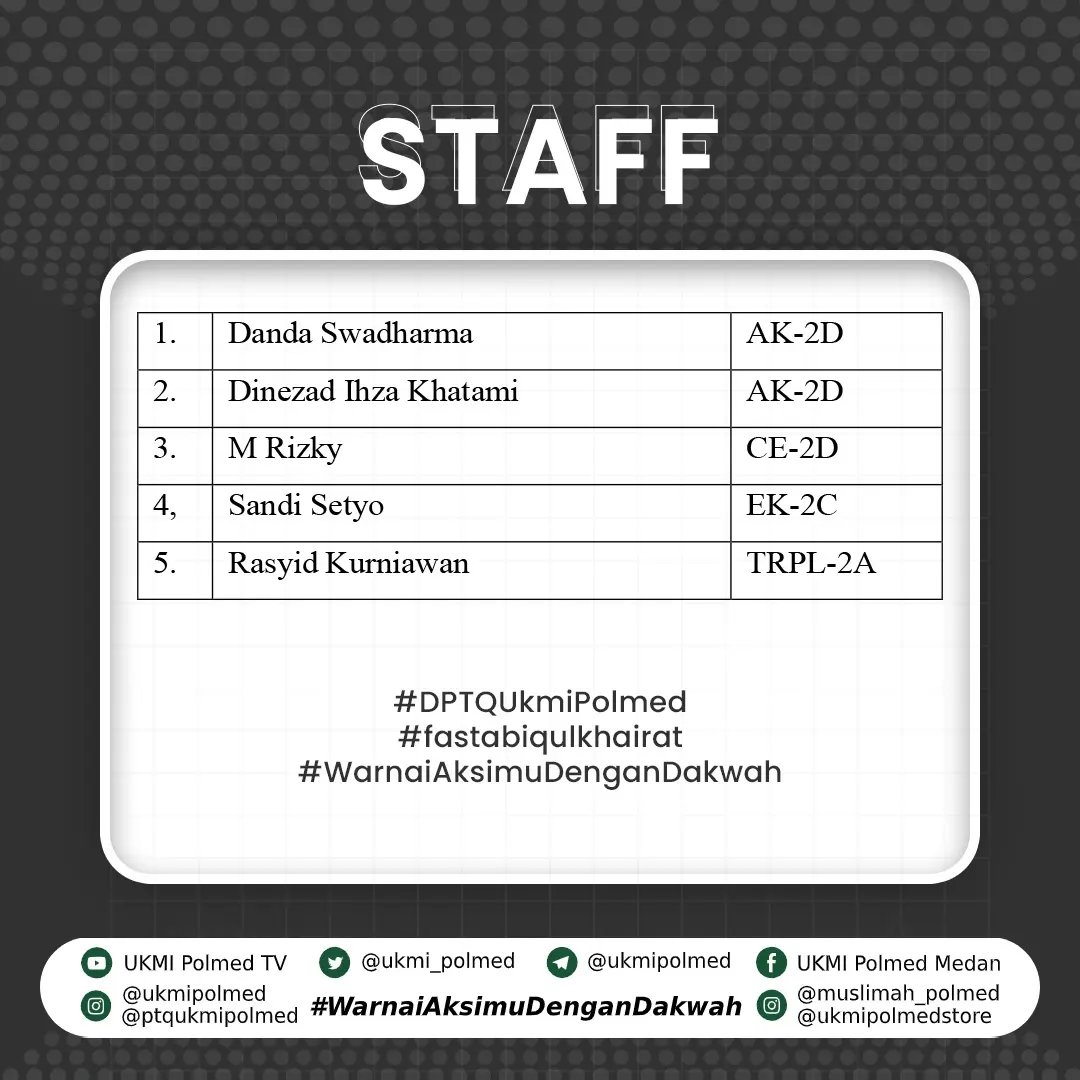 STAFF
1. Danda Swadharma AK-2D
2. Dinezad Ihza Khatami AK-2D
3. M Rizky CE-2D
4, Sandi Setyo EK-2C
5. Rasyid Kurniawan TRPL-2A
#DPTQUkmiPolmed
#fastabiqulkhairat
#WarnaiAksimuDenganDakwah
UKMI Polmed TV @ukmi_polmed @ukmipolmed UKMI Polmed Medan
@ukmipolmed
@ptqukmipolmed
#WarnaiAksimuDenganDakwah
@muslimah_polmed
@ukmipolmedstore